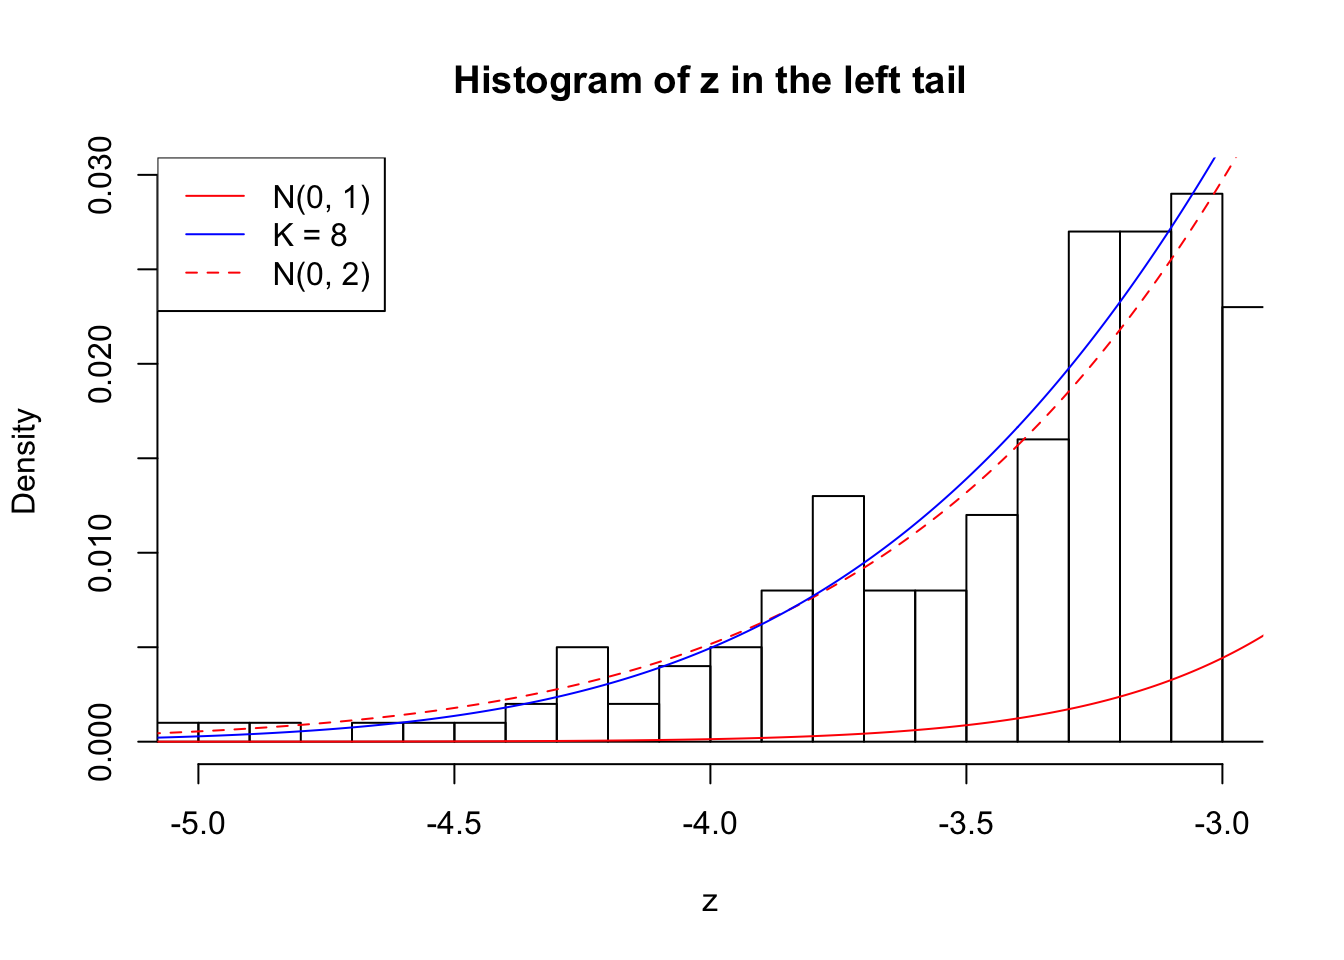 Histogram of z in the left tail
N(0, 1)
K = 8
N(0, 2)
0.030
0.020
0.010
0.000
Density
-5.0 -4.5 -4.0 -3.5 -3.0
z